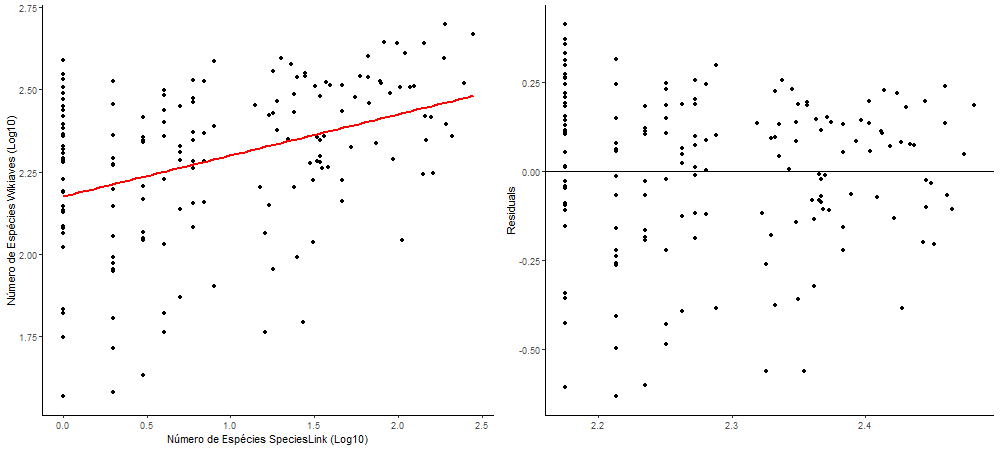 2.75
2.50
2.25
2.00
1.75
Número de Espécies Wikiaves (Log10)
0.0 0.5 1.0 1.5 2.0 2.5
Número de Espécies SpeciesLink (Log10)
0.25
0.00
-0.25
-0.50
Residuals
2.2 2.3 2.4